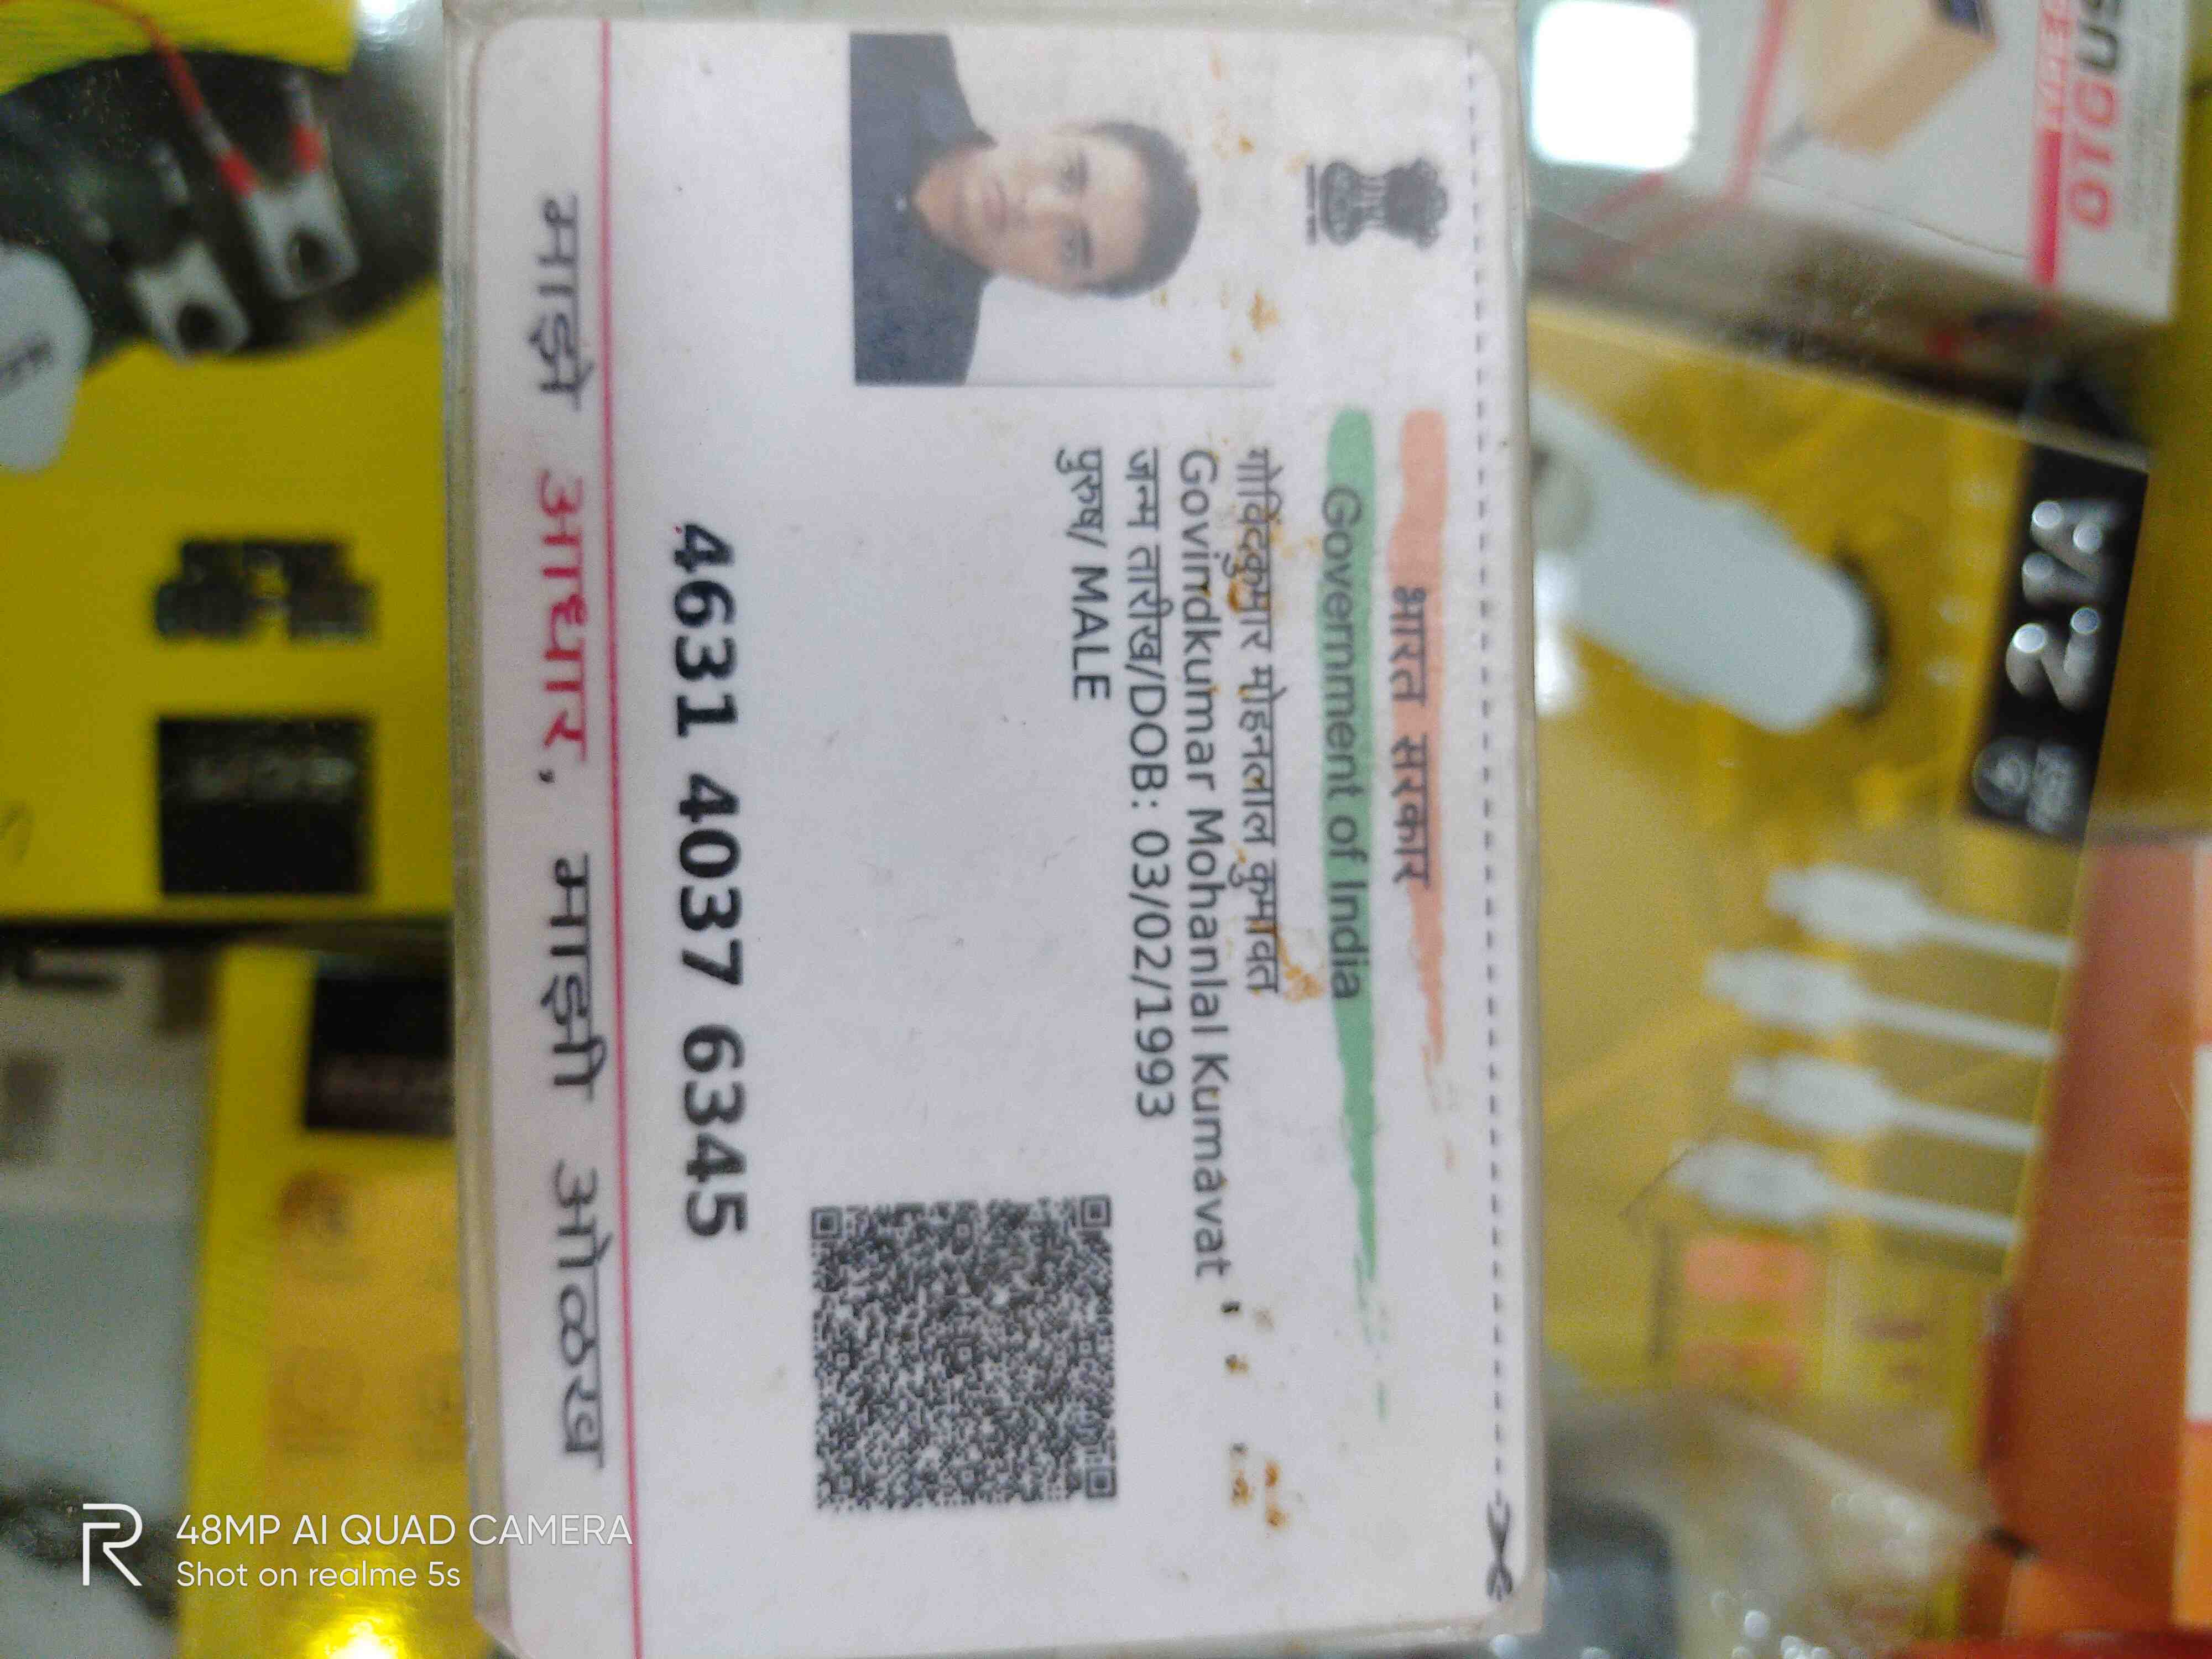 भारत सरकार
Government of India
गोविंदकुमार मोहनलाल कुमावत
Govindkumar Mohanlal Kumavat
जन्म तारीख/DOB: 03/02/1993
पुरुष/ MALE
4631 4037 6345
माझे आधार, माझी ओळख
2.1A
OTG
48MP AI QUAD CAMERA
Shot on realme 5s